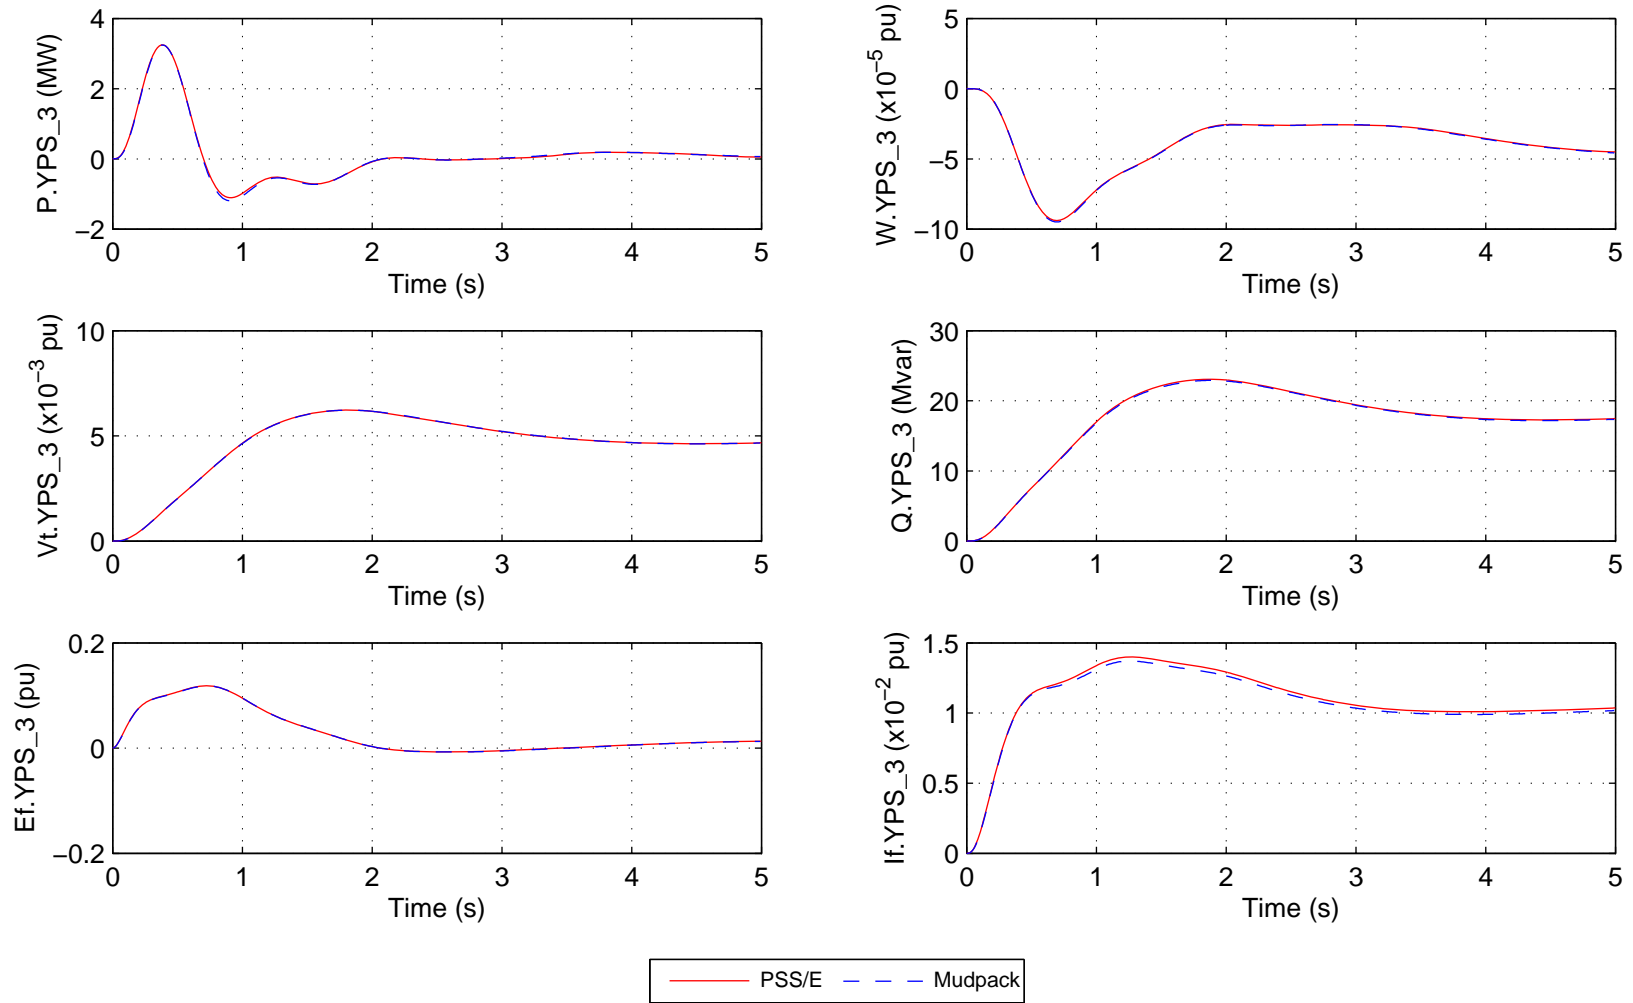 P.YPS_3 (MW)
4
2
0
−2
0 1 2 3 4 5
Time (s)
W.YPS_3 (x10⁻⁵ pu)
5
0
−5
−10
0 1 2 3 4 5
Time (s)
Vt.YPS_3 (x10⁻³ pu)
10
5
0
0 1 2 3 4 5
Time (s)
Q.YPS_3 (Mvar)
30
20
10
0
0 1 2 3 4 5
Time (s)
Ef.YPS_3 (pu)
0.2
0
−0.2
0 1 2 3 4 5
Time (s)
If.YPS_3 (x10⁻² pu)
1.5
1
0.5
0
0 1 2 3 4 5
Time (s)
PSS/E Mudpack